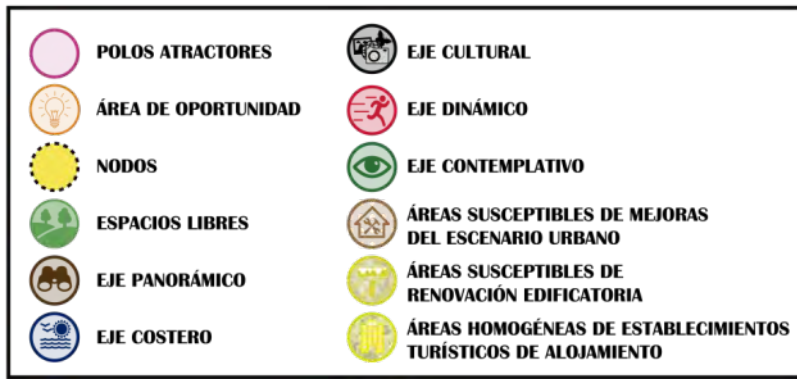 POLOS ATRACTORES
ÁREA DE OPORTUNIDAD
NODOS
ESPACIOS LIBRES
EJE PANORÁMICO
EJE COSTERO
EJE CULTURAL
EJE DINÁMICO
EJE CONTEMPLATIVO
ÁREAS SUSCEPTIBLES DE MEJORAS
DEL ESCENARIO URBANO
ÁREAS SUSCEPTIBLES DE
RENOVACIÓN EDIFICATORIA
ÁREAS HOMOGÉNEAS DE ESTABLECIMIENTOS
TURÍSTICOS DE ALOJAMIENTO